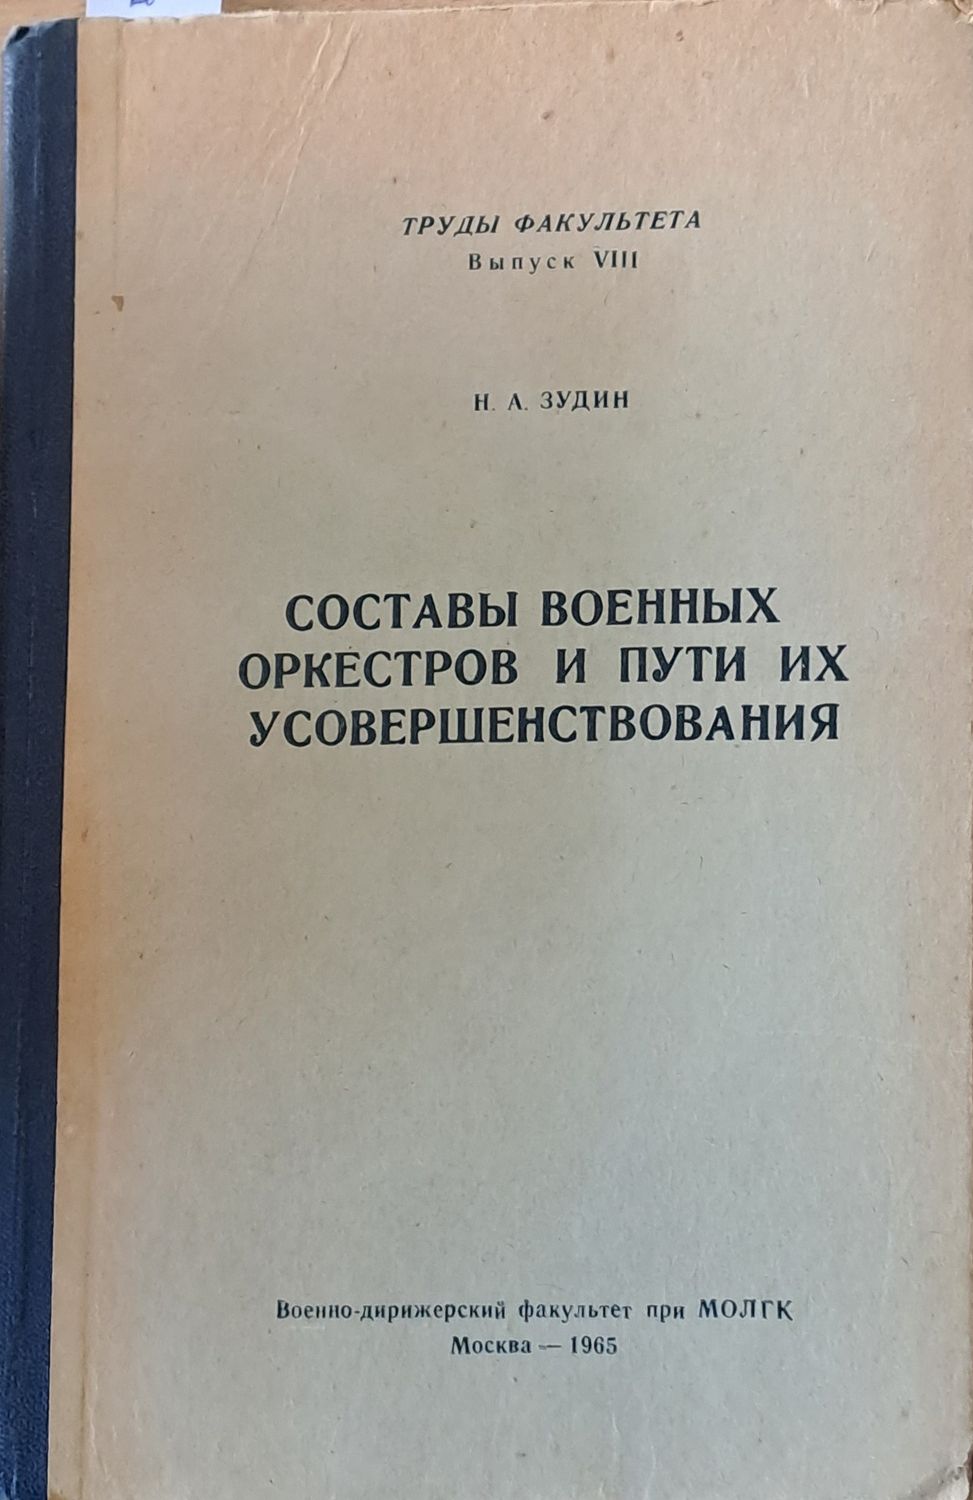 ТРУДЫ ФАКУЛЬТЕТА
Выпуск VIII
Н. А. ЗУДИН
СОСТАВЫ ВОЕННЫХ
ОРКЕСТРОВ И ПУТИ ИХ
УСОВЕРШЕНСТВОВАНИЯ
Военно-дирижерский факультет при МОЛГК
Москва — 1965